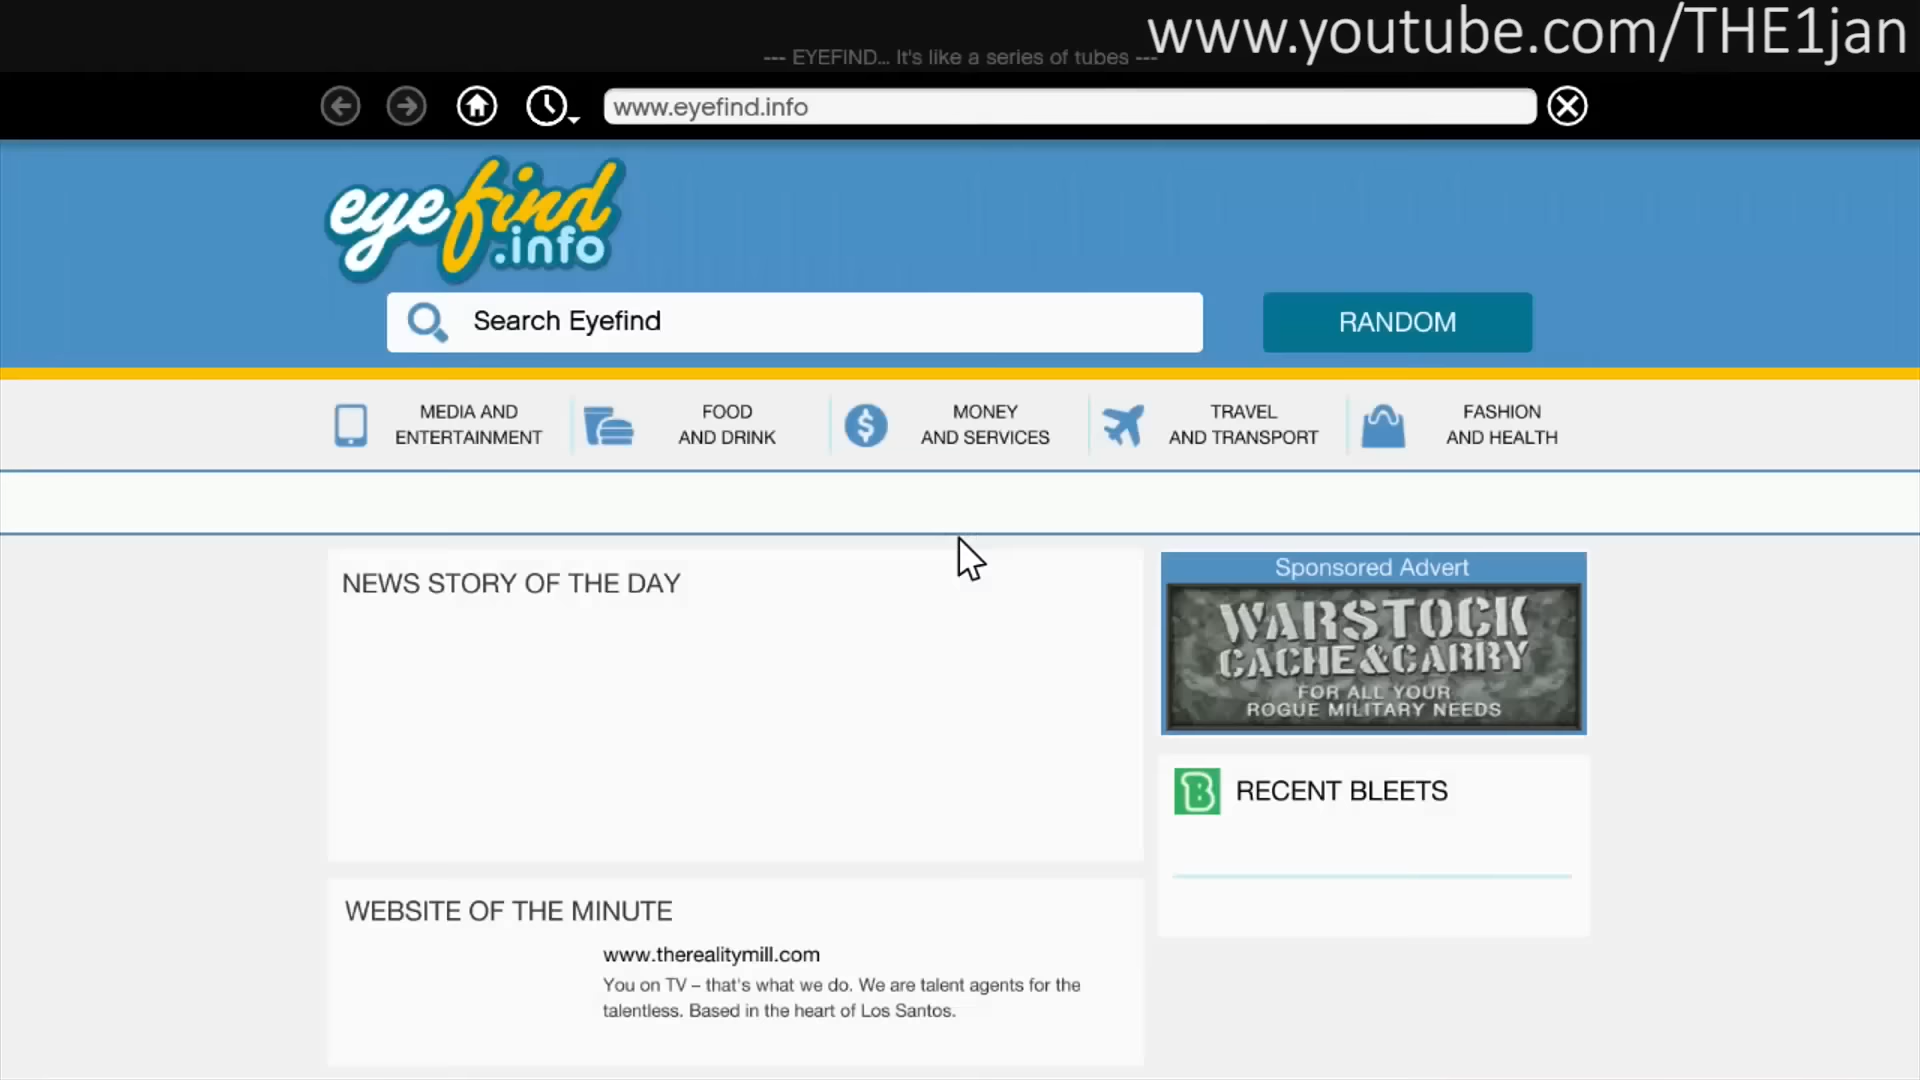 www.youtube.com/THE1jan
--- EYEFIND... It's like a series of tubes ---
www.eyefind.info
eyefind
.info
Search Eyefind
RANDOM
MEDIA AND
ENTERTAINMENT
FOOD
AND DRINK
MONEY
AND SERVICES
TRAVEL
AND TRANSPORT
FASHION
AND HEALTH
NEWS STORY OF THE DAY
Sponsored Advert
WARSTOCK
CACHE&CARRY
FOR ALL YOUR
ROGUE MILITARY NEEDS
B RECENT BLEETS
WEBSITE OF THE MINUTE
www.therealitymill.com
You on TV – that's what we do. We are talent agents for the
talentless. Based in the heart of Los Santos.